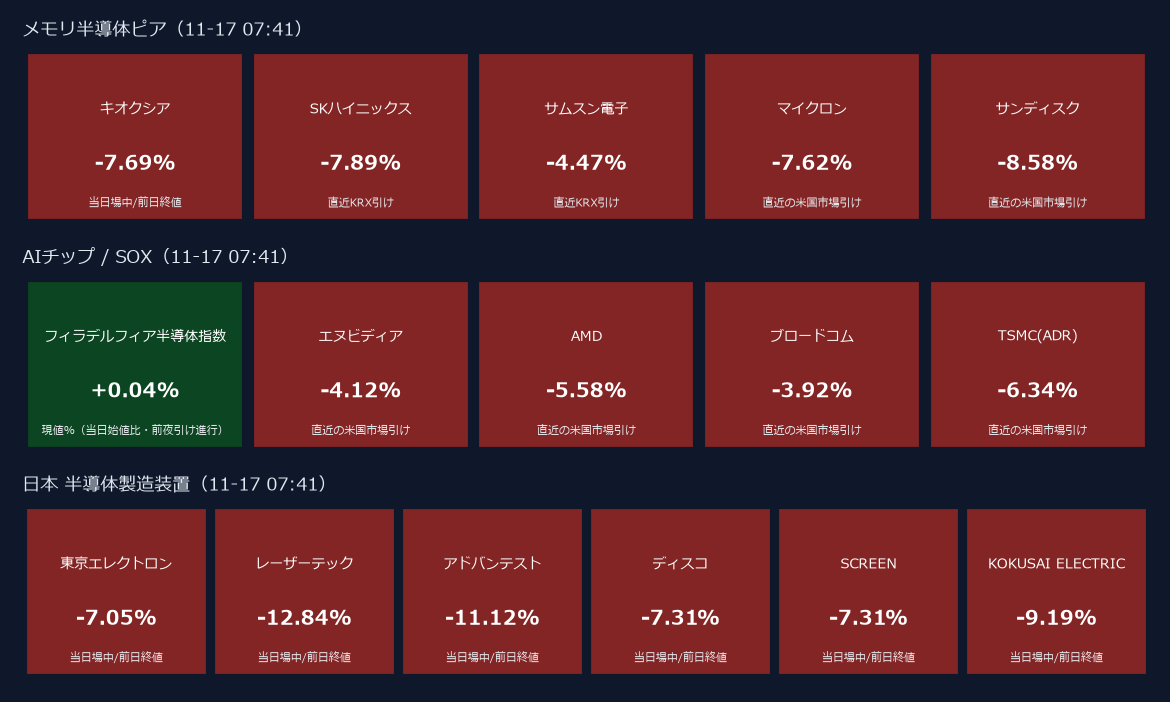 メモリ半導体ピア（11-17 07:41）
キオクシア
-7.69%
当日場中/前日終値
SKハイニックス
-7.89%
直近KRX引け
サムスン電子
-4.47%
直近KRX引け
マイクロン
-7.62%
直近の米国市場引け
サンディスク
-8.58%
直近の米国市場引け
AIチップ / SOX（11-17 07:41）
フィラデルフィア半導体指数
+0.04%
現値%（当日始値比・前夜引け進行）
エヌビディア
-4.12%
直近の米国市場引け
AMD
-5.58%
直近の米国市場引け
ブロードコム
-3.92%
直近の米国市場引け
TSMC(ADR)
-6.34%
直近の米国市場引け
日本 半導体製造装置（11-17 07:41）
東京エレクトロン
-7.05%
当日場中/前日終値
レーザーテック
-12.84%
当日場中/前日終値
アドバンテスト
-11.12%
当日場中/前日終値
ディスコ
-7.31%
当日場中/前日終値
SCREEN
-7.31%
当日場中/前日終値
KOKUSAI ELECTRIC
-9.19%
当日場中/前日終値